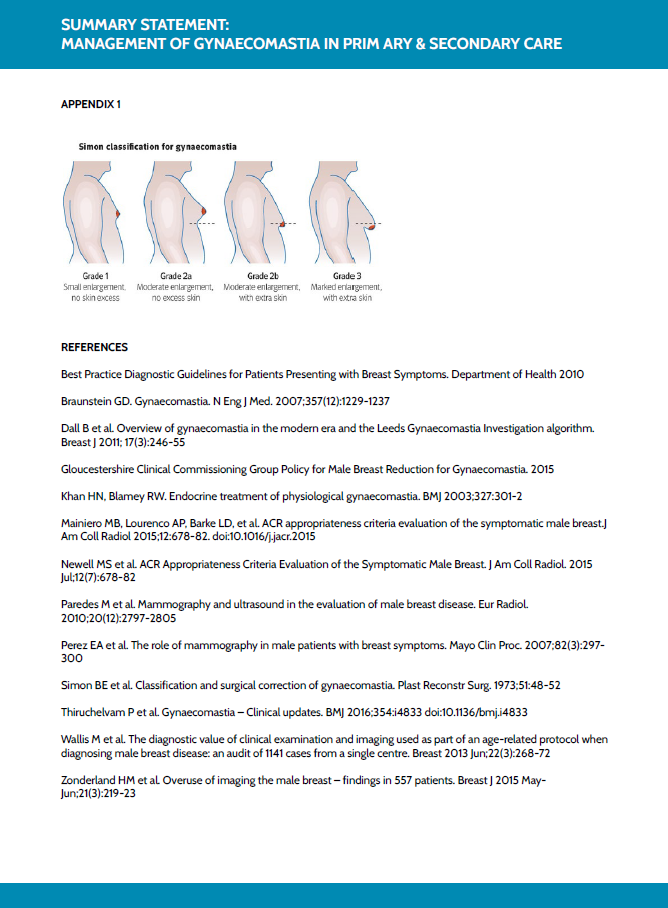 SUMMARY STATEMENT:
MANAGEMENT OF GYNAECOMASTIA IN PRIM ARY & SECONDARY CARE
APPENDIX 1
Simon classification for gynaecomastia
Grade 1
Small enlargement,
no skin excess
Grade 2a
Moderate enlargement,
no excess skin
Grade 2b
Moderate enlargement,
with extra skin
Grade 3
Marked enlargement,
with extra skin
REFERENCES
Best Practice Diagnostic Guidelines for Patients Presenting with Breast Symptoms. Department of Health 2010
Braunstein GD. Gynaecomastia. N Eng J Med. 2007;357(12):1229-1237
Dall B et al. Overview of gynaecomastia in the modern era and the Leeds Gynaecomastia Investigation algorithm.
Breast J 2011; 17(3):246-55
Gloucestershire Clinical Commissioning Group Policy for Male Breast Reduction for Gynaecomastia. 2015
Khan HN, Blamey RW. Endocrine treatment of physiological gynaecomastia. BMJ 2003;327:301-2
Mainiero MB, Lourenco AP, Barke LD, et al. ACR appropriateness criteria evaluation of the symptomatic male breast.J
Am Coll Radiol 2015;12:678-82. doi:10.1016/j.jacr.2015
Newell MS et al. ACR Appropriateness Criteria Evaluation of the Symptomatic Male Breast. J Am Coll Radiol. 2015
Jul;12(7):678-82
Paredes M et al. Mammography and ultrasound in the evaluation of male breast disease. Eur Radiol.
2010;20(12):2797-2805
Perez EA et al. The role of mammography in male patients with breast symptoms. Mayo Clin Proc. 2007;82(3):297-
300
Simon BE et al. Classification and surgical correction of gynaecomastia. Plast Reconstr Surg. 1973;51:48-52
Thiruchelvam P et al. Gynaecomastia – Clinical updates. BMJ 2016;354:i4833 doi:10.1136/bmj.i4833
Wallis M et al. The diagnostic value of clinical examination and imaging used as part of an age-related protocol when
diagnosing male breast disease: an audit of 1141 cases from a single centre. Breast 2013 Jun;22(3):268-72
Zonderland HM et al. Overuse of imaging the male breast – findings in 557 patients. Breast J 2015 May-
Jun;21(3):219-23